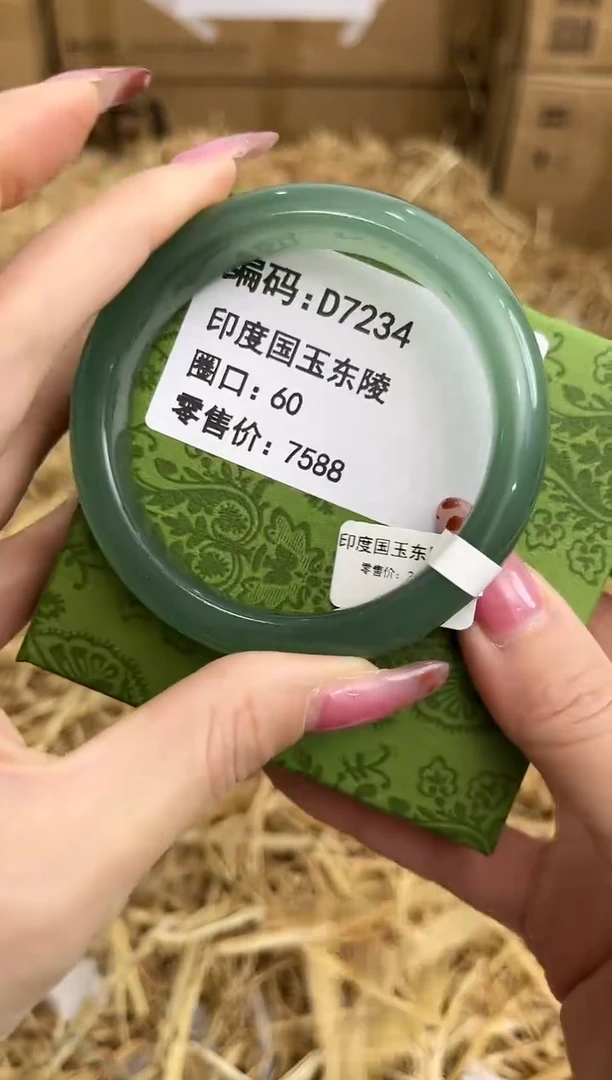 编码：D7234
印度国玉东陵
圈口：60
零售价：7588
印度国玉东
零售价：